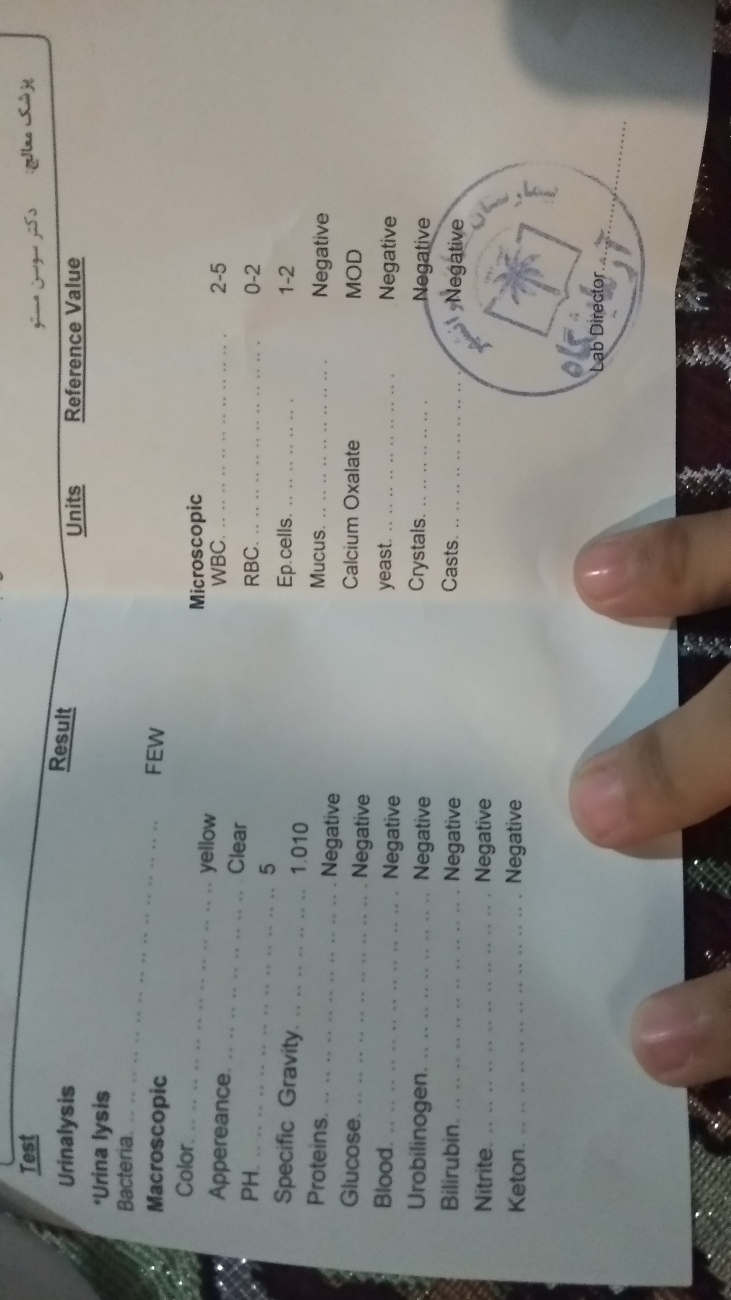 پزشک معالج: دکتر سوسن مستو
Test Result Units Reference Value
Urinalysis
*Urina lysis
Bacteria. .. .. .. .. .. .. .. .. .. .. .. .. .. .. .. FEW
Macroscopic
Color. .. .. .. .. .. .. .. .. .. .. .. .. .. yellow
Appereance. .. .. .. .. .. .. .. .. .. Clear
PH. .. .. .. .. .. .. .. .. .. .. .. .. .. 5
Specific Gravity. .. .. .. .. .. .. 1.010
Proteins. .. .. .. .. .. .. .. .. .. .. . Negative
Glucose. .. .. .. .. .. .. .. .. .. .. . Negative
Blood. .. .. .. .. .. .. .. .. .. .. .. . Negative
Urobilinogen. .. .. .. .. .. .. .. .. .. Negative
Bilirubin. .. .. .. .. .. .. .. .. .. .. . Negative
Nitrite. .. .. .. .. .. .. .. .. .. .. .. . Negative
Keton. .. .. .. .. .. .. .. .. .. .. .. . Negative
Microscopic
WBC. .. .. .. .. .. .. .. .. .. . 2-5
RBC. .. .. .. .. .. .. .. .. .. . 0-2
Ep.cells. .. .. .. .. .. . 1-2
Mucus. .. .. .. .. .. .. .. . Negative
Calcium Oxalate MOD
yeast. .. .. .. .. .. .. .. . Negative
Crystals. .. .. .. .. .. . Negative
Casts. .. .. .. .. .. .. .. .. . Negative
Lab Director